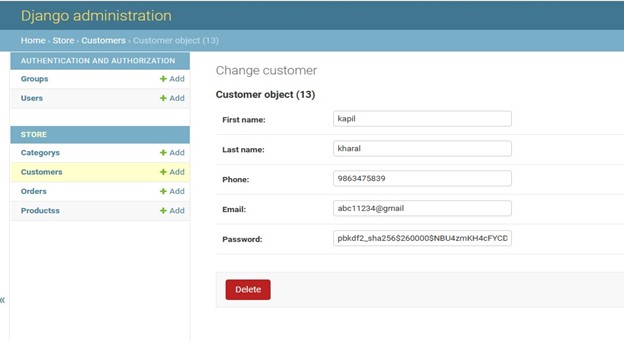 Django administration
Home › Store › Customers › Customer object (13)
AUTHENTICATION AND AUTHORIZATION
Groups + Add
Users + Add
STORE
Categorys + Add
Customers + Add
Orders + Add
Productss + Add
«
Change customer
Customer object (13)
First name: kapil
Last name: kharal
Phone: 9863475839
Email: abc11234@gmail
Password: pbkdf2_sha256$260000$NBU4zmKH4cFYCD
Delete